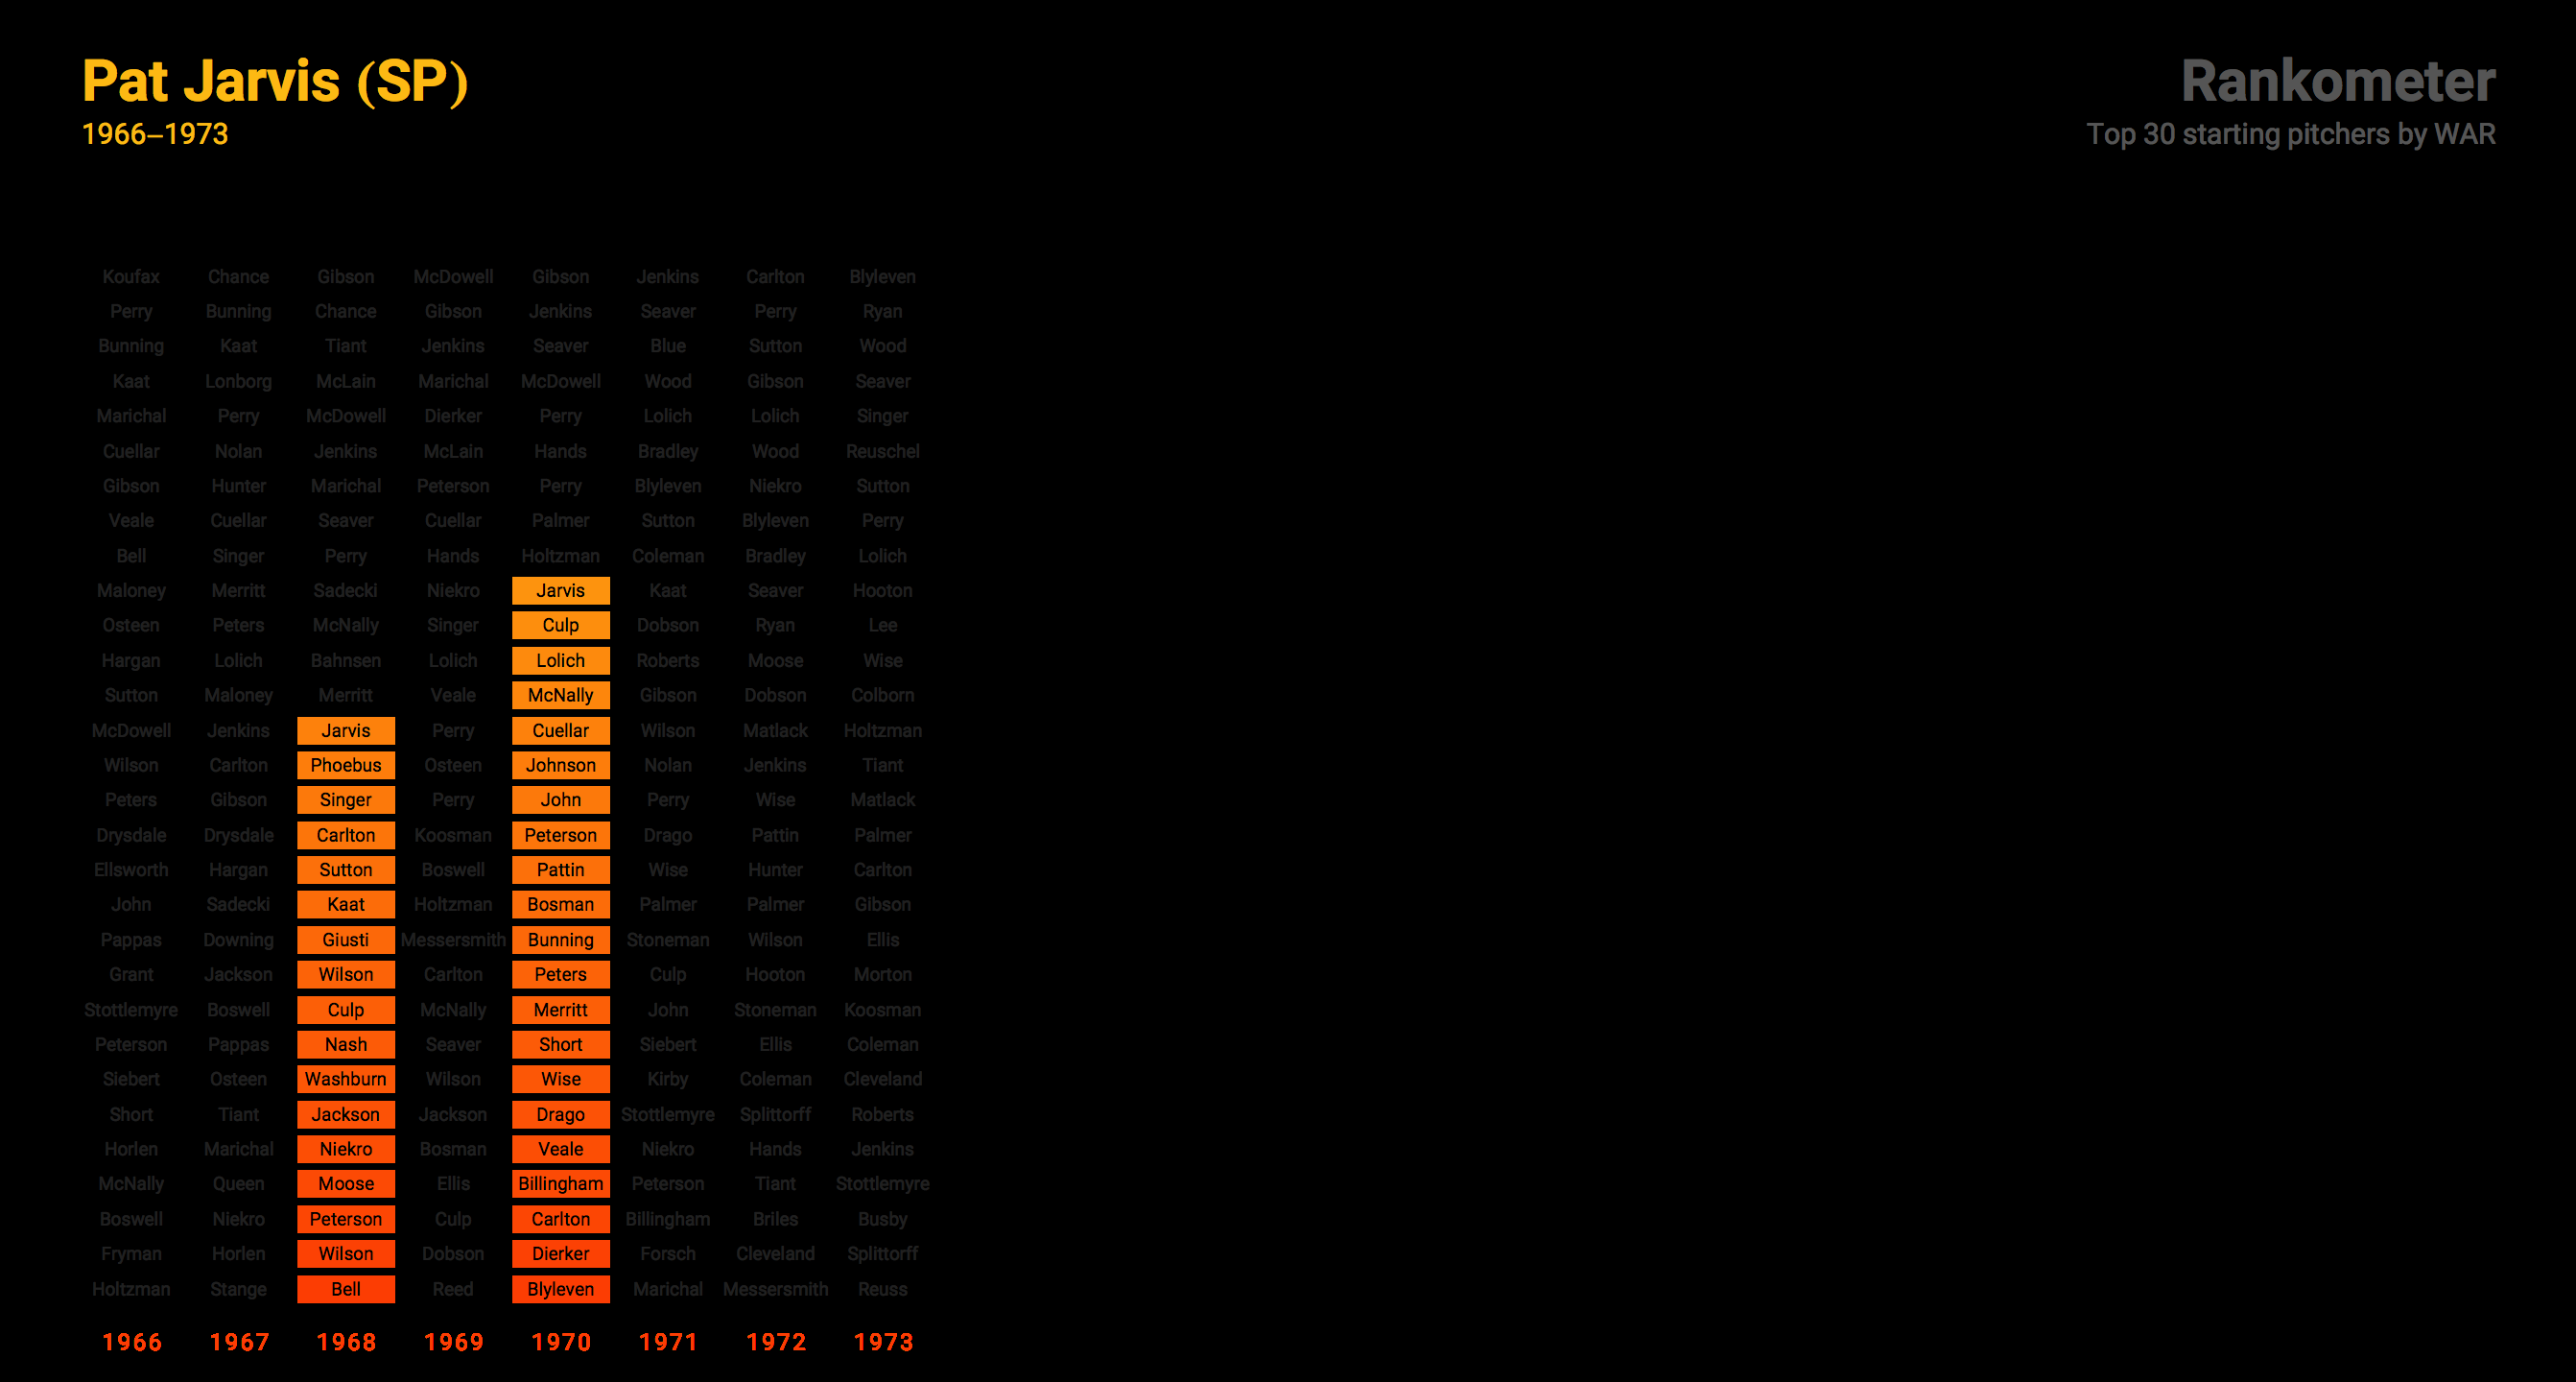 Pat Jarvis (SP)
1966–1973
Rankometer
Top 30 starting pitchers by WAR
Koufax Chance Gibson McDowell Gibson Jenkins Carlton Blyleven
Perry Bunning Chance Gibson Jenkins Seaver Perry Ryan
Bunning Kaat Tiant Jenkins Seaver Blue Sutton Wood
Kaat Lonborg McLain Marichal McDowell Wood Gibson Seaver
Marichal Perry McDowell Dierker Perry Lolich Lolich Singer
Cuellar Nolan Jenkins McLain Hands Bradley Wood Reuschel
Gibson Hunter Marichal Peterson Perry Blyleven Niekro Sutton
Veale Cuellar Seaver Cuellar Palmer Sutton Blyleven Perry
Bell Singer Perry Hands Holtzman Coleman Bradley Lolich
Maloney Merritt Sadecki Niekro Jarvis Kaat Seaver Hooton
Osteen Peters McNally Singer Culp Dobson Ryan Lee
Hargan Lolich Bahnsen Lolich Lolich Roberts Moose Wise
Sutton Maloney Merritt Veale McNally Gibson Dobson Colborn
McDowell Jenkins Jarvis Perry Cuellar Wilson Matlack Holtzman
Wilson Carlton Phoebus Osteen Johnson Nolan Jenkins Tiant
Peters Gibson Singer Perry John Perry Wise Matlack
Drysdale Drysdale Carlton Koosman Peterson Drago Pattin Palmer
Ellsworth Hargan Sutton Boswell Pattin Wise Hunter Carlton
John Sadecki Kaat Holtzman Bosman Palmer Palmer Gibson
Pappas Downing Giusti Messersmith Bunning Stoneman Wilson Ellis
Grant Jackson Wilson Carlton Peters Culp Hooton Morton
Stottlemyre Boswell Culp McNally Merritt John Stoneman Koosman
Peterson Pappas Nash Seaver Short Siebert Ellis Coleman
Siebert Osteen Washburn Wilson Wise Kirby Coleman Cleveland
Short Tiant Jackson Jackson Drago Stottlemyre Splittorff Roberts
Horlen Marichal Niekro Bosman Veale Niekro Hands Jenkins
McNally Queen Moose Ellis Billingham Peterson Tiant Stottlemyre
Boswell Niekro Peterson Culp Carlton Billingham Briles Busby
Fryman Horlen Wilson Dobson Dierker Forsch Cleveland Splittorff
Holtzman Stange Bell Reed Blyleven Marichal Messersmith Reuss
1966 1967 1968 1969 1970 1971 1972 1973